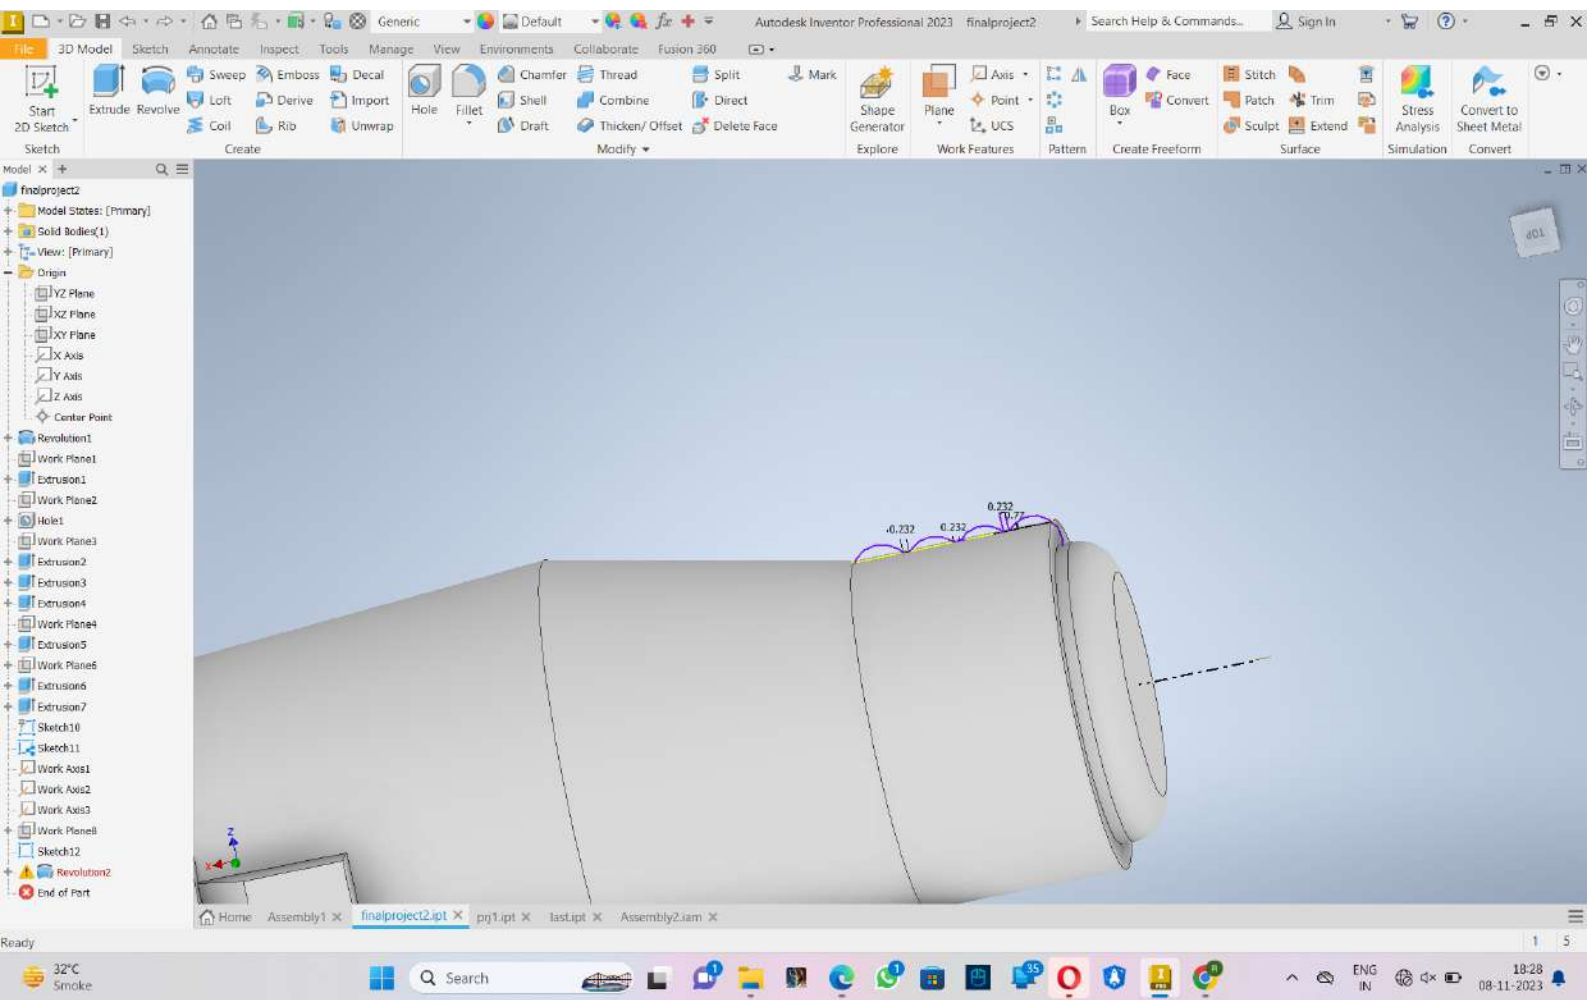 Generic
Default
Autodesk Inventor Professional 2023 finalproject2
Search Help & Commands...
Sign In
File 3D Model Sketch Annotate Inspect Tools Manage View Environments Collaborate Fusion 360
Start
2D Sketch
Extrude Revolve
Sweep Emboss Decal
Loft Derive Import
Coil Rib Unwrap
Hole Fillet
Chamfer Thread Split Mark
Shell Combine Direct
Draft Thicken/ Offset Delete Face
Shape
Generator
Plane
Axis
Point
UCS
Box
Face
Convert
Stitch
Patch Trim
Sculpt Extend
Stress
Analysis
Convert to
Sheet Metal
Sketch Create Modify Explore Work Features Pattern Create Freeform Surface Simulation Convert
Model
finalproject2
Model States: [Primary]
Solid Bodies(1)
View: [Primary]
Origin
YZ Plane
XZ Plane
XY Plane
X Axis
Y Axis
Z Axis
Center Point
Revolution1
Work Plane1
Extrusion1
Work Plane2
Hole1
Work Plane3
Extrusion2
Extrusion3
Extrusion4
Work Plane4
Extrusion5
Work Plane6
Extrusion6
Extrusion7
Sketch10
Sketch11
Work Axis1
Work Axis2
Work Axis3
Work Plane8
Sketch12
Revolution2
End of Part
TOP
0.232
0.232
0.232
Z
X
Home Assembly1 finalproject2.ipt prj1.ipt last.ipt Assembly2.iam
Ready
1 5
32°C
Smoke
Search
1
1
35
ENG
IN
18:28
08-11-2023